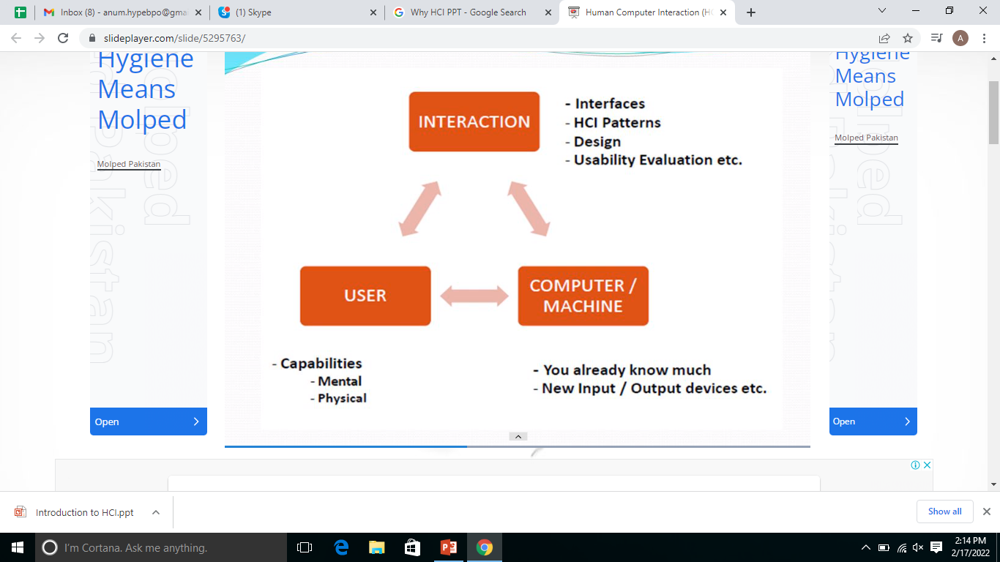 Inbox (8) - anum.hypebpo@gmai
(1) Skype
Why HCI PPT - Google Search
Human Computer Interaction (HC
slideplayer.com/slide/5295763/
A
Hygiene
Means
Molped
Molped Pakistan
Open
INTERACTION
- Interfaces
- HCI Patterns
- Design
- Usability Evaluation etc.
USER
COMPUTER /
MACHINE
- Capabilities
- Mental
- Physical
- You already know much
- New Input / Output devices etc.
Hygiene
Means
Molped
Molped Pakistan
Open
Introduction to HCI.ppt
Show all
I'm Cortana. Ask me anything.
2:14 PM
2/17/2022